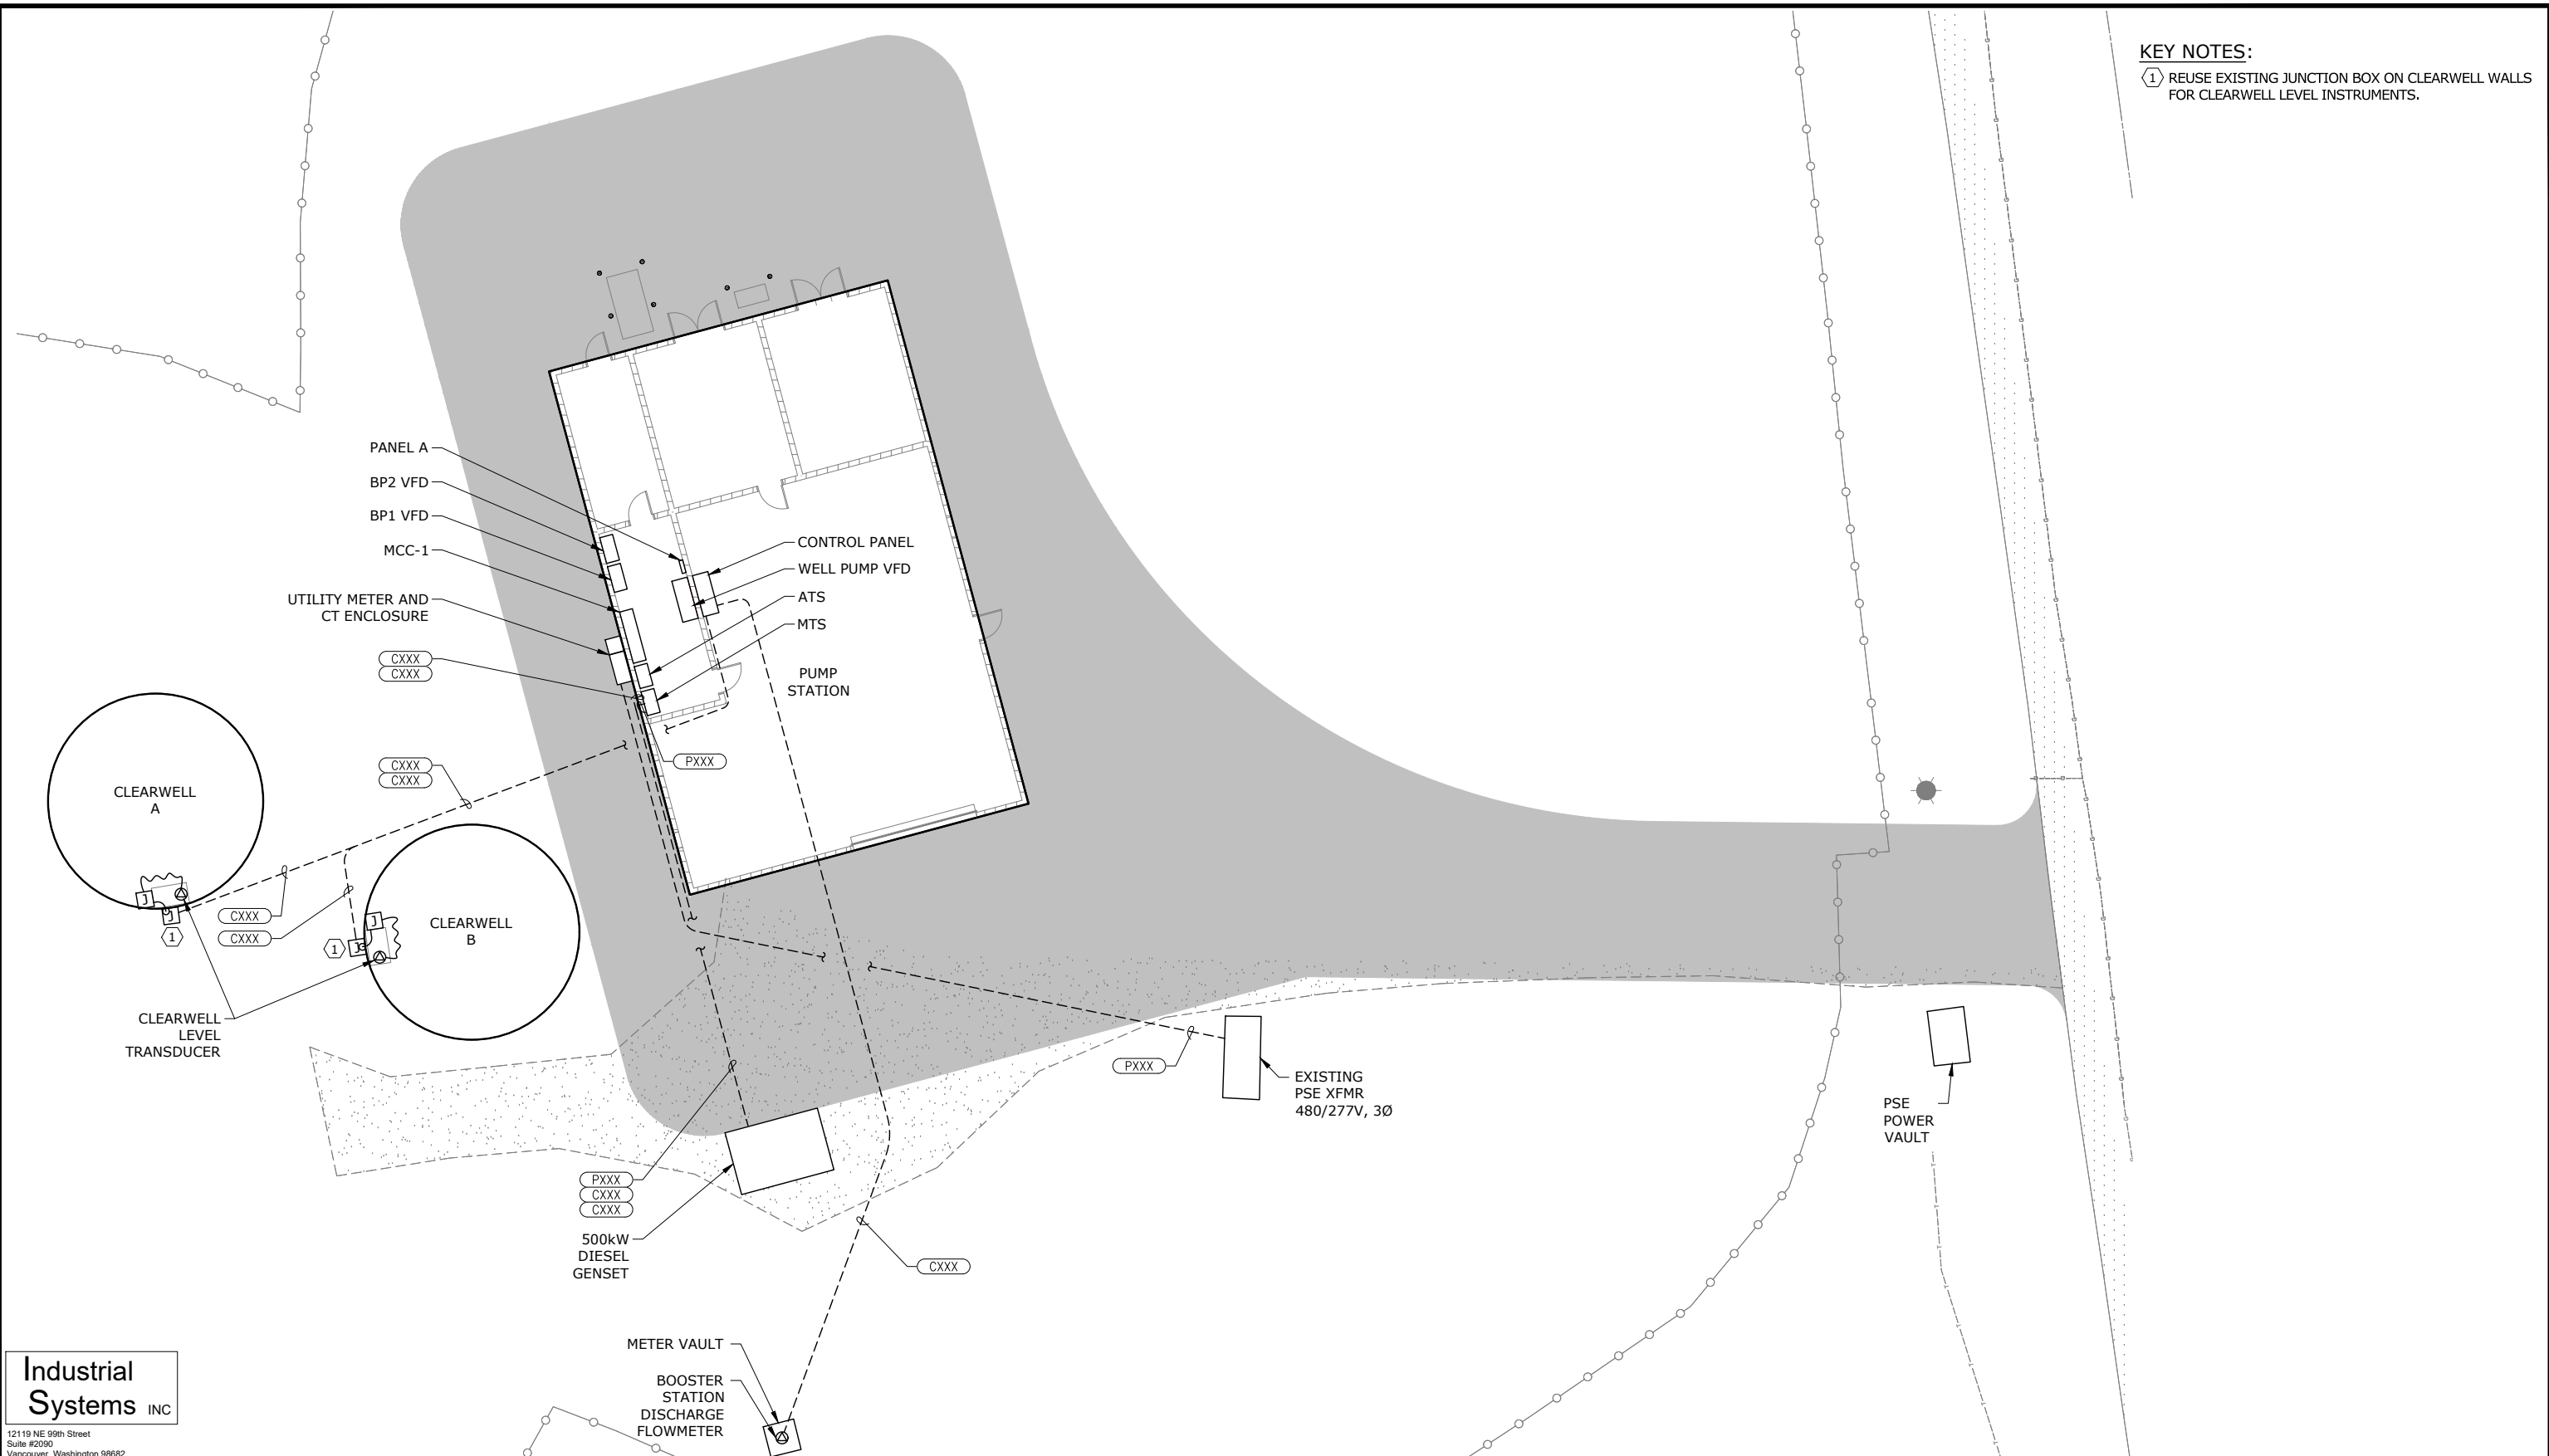 KEY NOTES:
1 REUSE EXISTING JUNCTION BOX ON CLEARWELL WALLS
FOR CLEARWELL LEVEL INSTRUMENTS.
PANEL A
BP2 VFD
BP1 VFD
MCC-1
UTILITY METER AND
CT ENCLOSURE
CXXX
CXXX
CONTROL PANEL
WELL PUMP VFD
ATS
MTS
PUMP
STATION
PXXX
CXXX
CXXX
CLEARWELL
A
J
J
1
CXXX
CXXX
CLEARWELL
B
J
J
1
CLEARWELL
LEVEL
TRANSDUCER
PXXX
EXISTING
PSE XFMR
480/277V, 3Ø
PSE
POWER
VAULT
PXXX
CXXX
CXXX
500kW
DIESEL
GENSET
CXXX
METER VAULT
BOOSTER
STATION
DISCHARGE
FLOWMETER
Industrial
Systems INC
12119 NE 99th Street
Suite #2090
Vancouver, Washington 98682